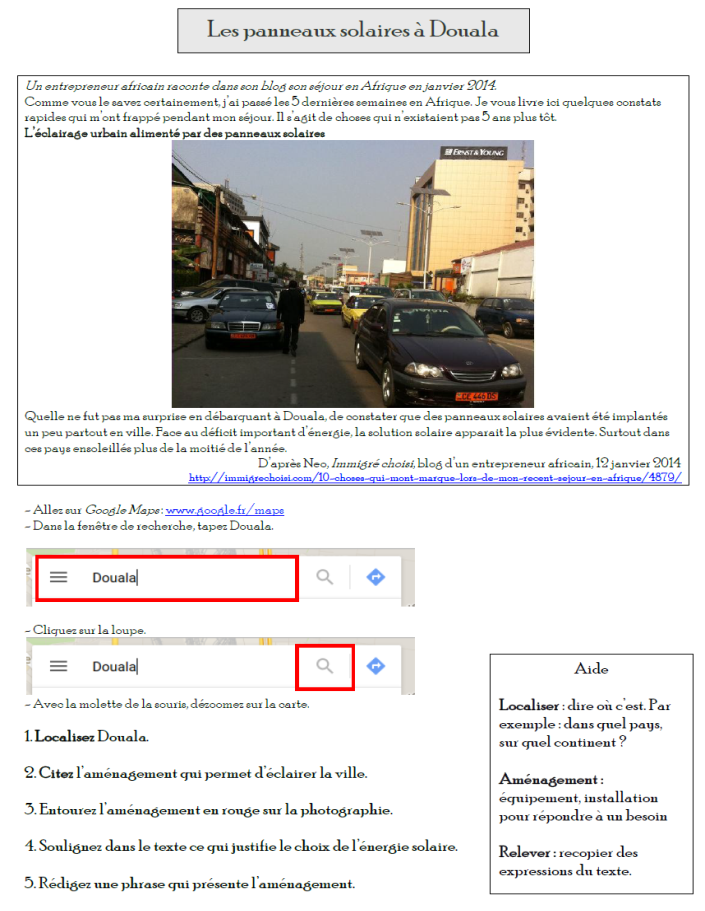 Les panneaux solaires à Douala
Un entrepreneur africain raconte dans son blog son séjour en Afrique en janvier 2014.
Comme vous le savez certainement, j'ai passé les 5 dernières semaines en Afrique. Je vous livre ici quelques constats
rapides qui m'ont frappé pendant mon séjour. Il s'agit de choses qui n'existaient pas 5 ans plus tôt.
L'éclairage urbain alimenté par des panneaux solaires
ERNST & YOUNG
TOYOTA
CE 446 DS
Quelle ne fut pas ma surprise en débarquant à Douala, de constater que des panneaux solaires avaient été implantés
un peu partout en ville. Face au déficit important d'énergie, la solution solaire apparait la plus évidente. Surtout dans
ces pays ensoleillés plus de la moitié de l'année.
D'après Neo, Immigré choisi, blog d'un entrepreneur africain, 12 janvier 2014
http://immigrechoisi.com/10-choses-qui-mont-marque-lors-de-mon-recent-sejour-en-afrique/4879/
- Allez sur Google Maps : www.google.fr/maps
- Dans la fenêtre de recherche, tapez Douala.
Douala
- Cliquez sur la loupe.
Douala
- Avec la molette de la souris, dézoomez sur la carte.
1. Localisez Douala.
2. Citez l'aménagement qui permet d'éclairer la ville.
3. Entourez l'aménagement en rouge sur la photographie.
4. Soulignez dans le texte ce qui justifie le choix de l'énergie solaire.
5. Rédigez une phrase qui présente l'aménagement.
Aide
Localiser : dire où c'est. Par
exemple : dans quel pays,
sur quel continent ?
Aménagement :
équipement, installation
pour répondre à un besoin
Relever : recopier des
expressions du texte.